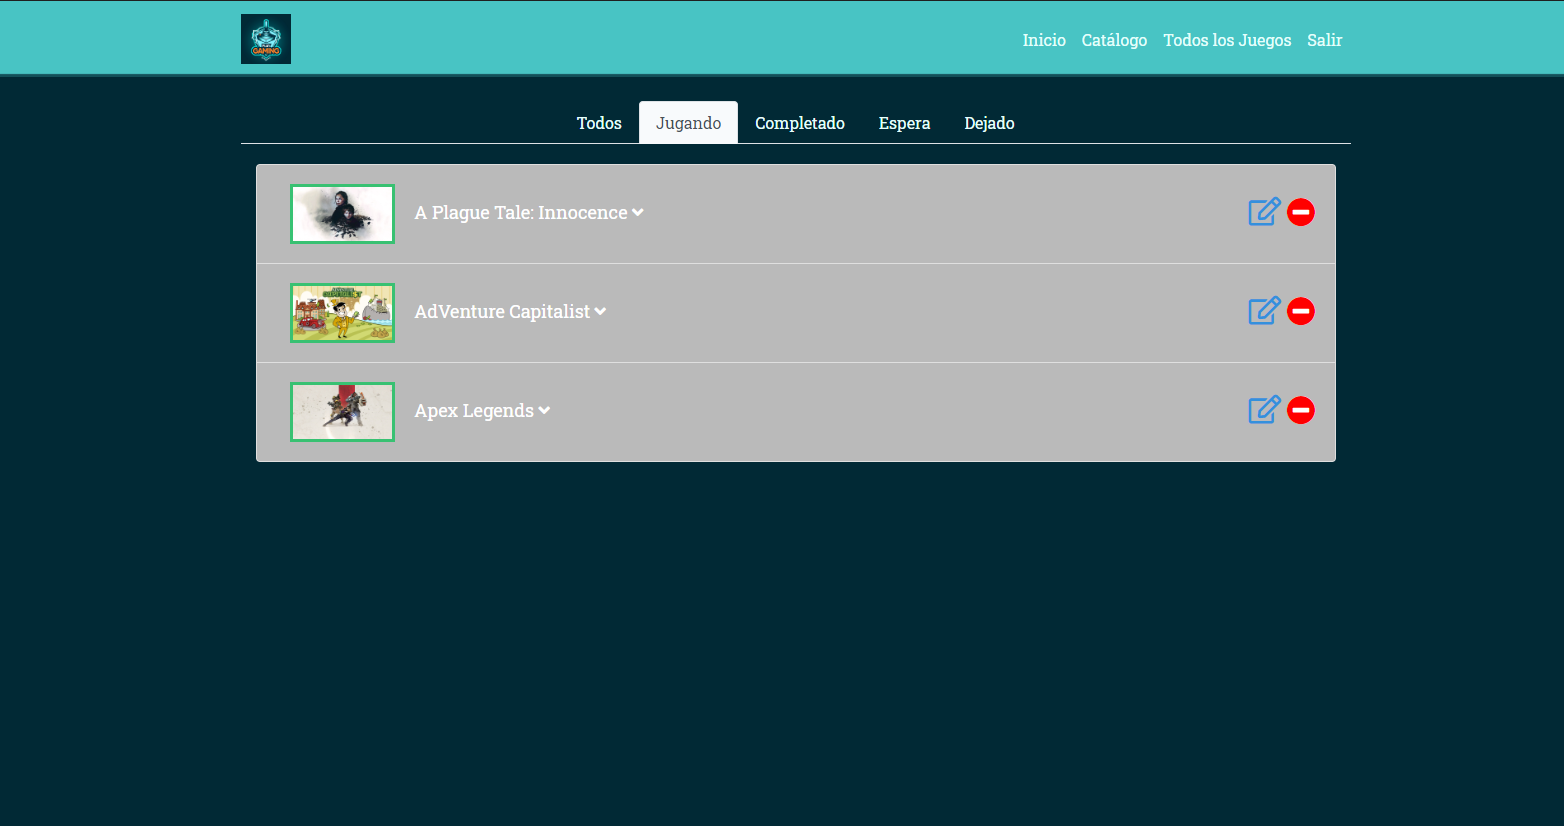 GAMING
Inicio Catálogo Todos los Juegos Salir
Todos Jugando Completado Espera Dejado
A Plague Tale: Innocence
AdVenture Capitalist
Apex Legends